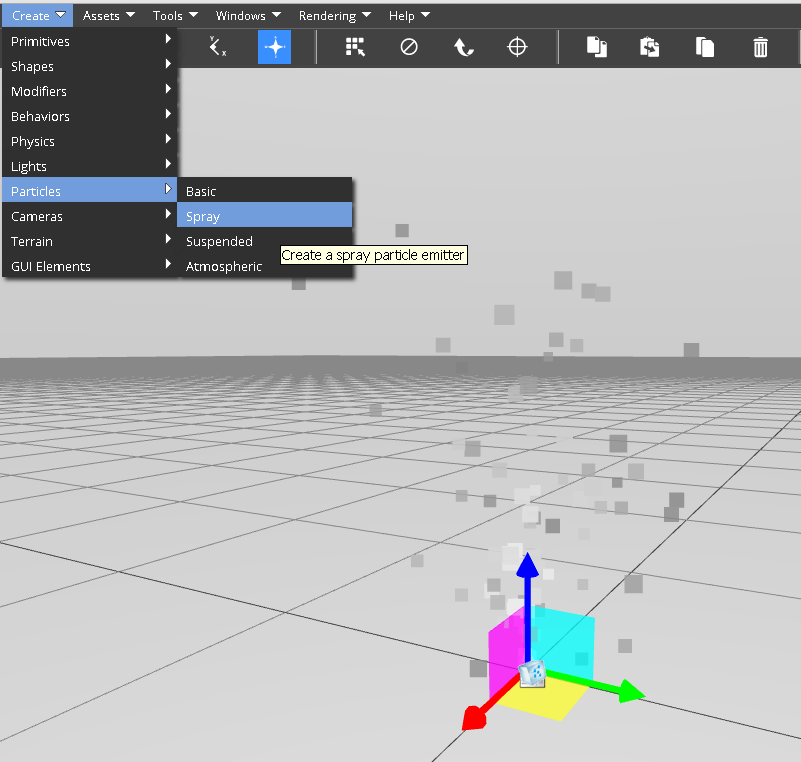 Create Assets Tools Windows Rendering Help
Primitives
Shapes
Modifiers
Behaviors
Physics
Lights
Particles
Cameras
Terrain
GUI Elements
Basic
Spray
Suspended
Atmospheric
Create a spray particle emitter
Y
X